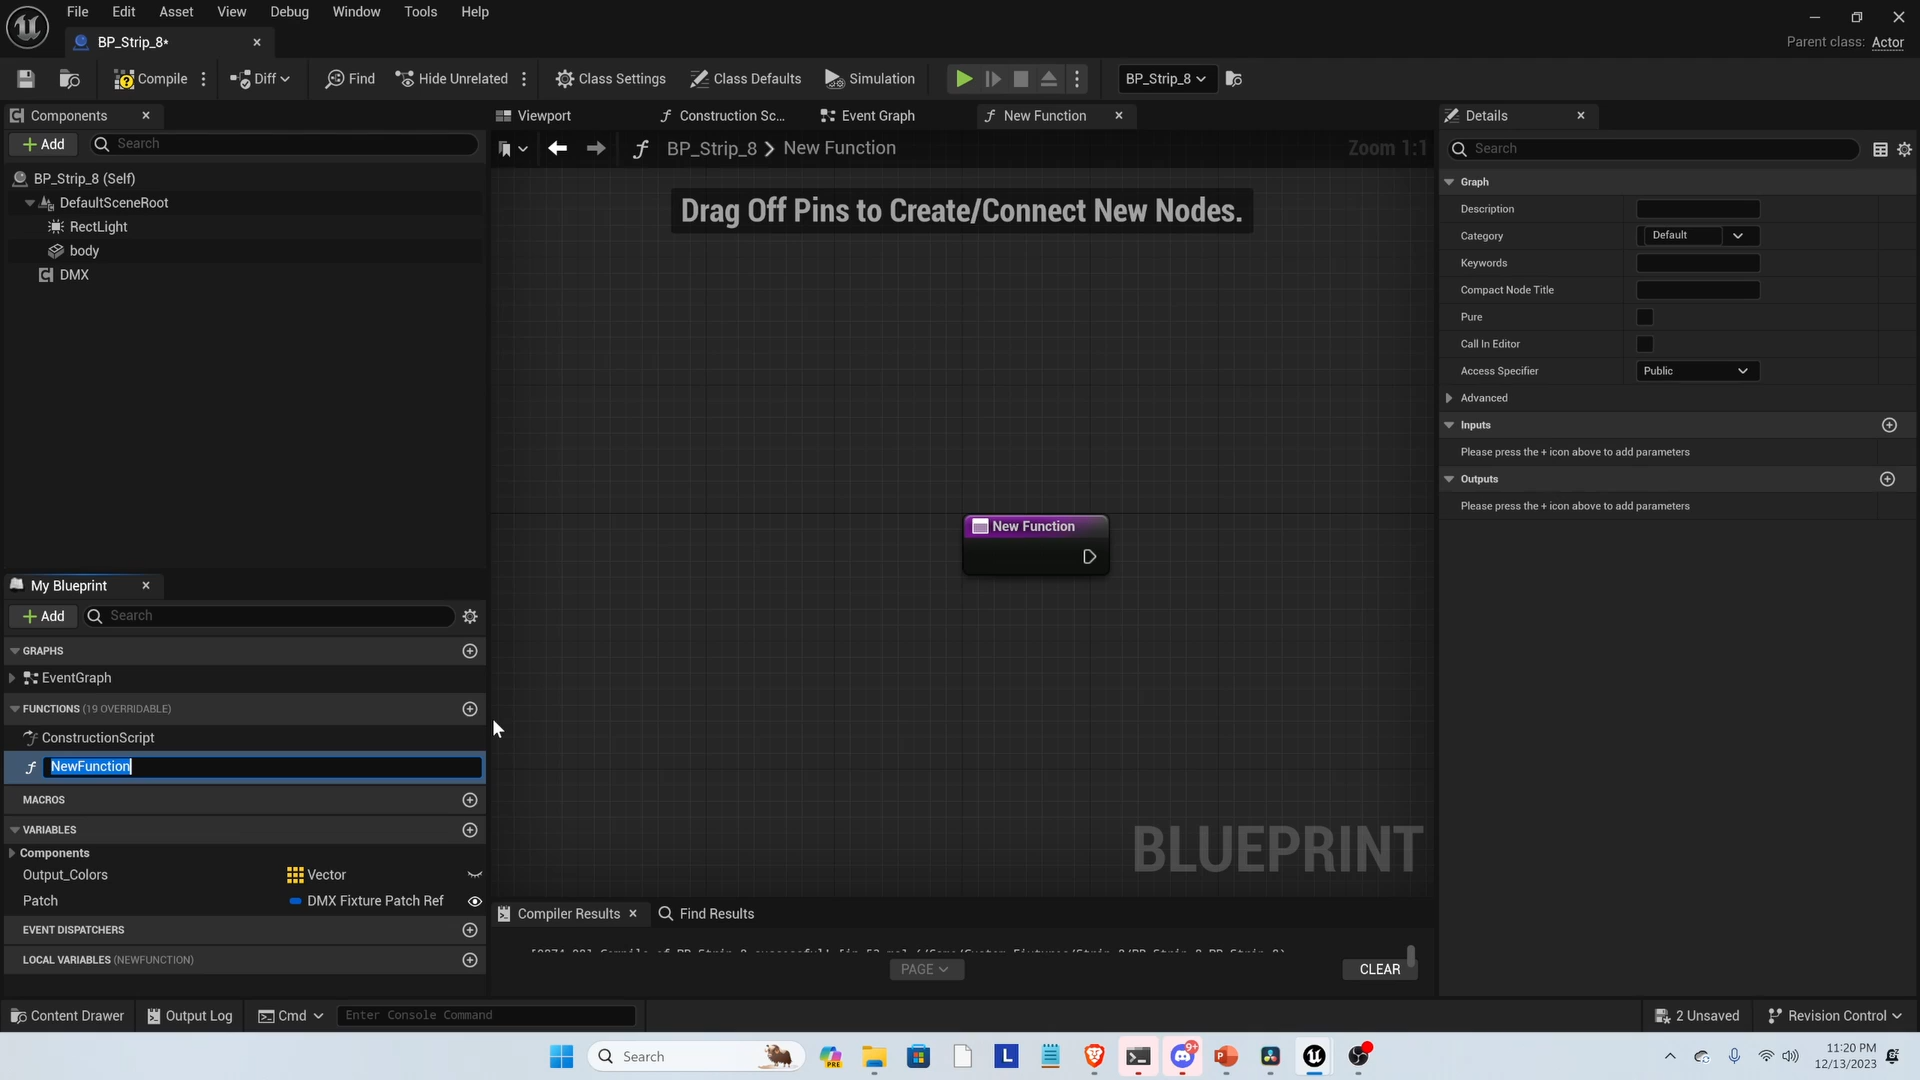 File Edit Asset View Debug Window Tools Help
BP_Strip_8*
Parent class: Actor
Compile Diff Find Hide Unrelated Class Settings Class Defaults Simulation BP_Strip_8
Components
Add Search
BP_Strip_8 (Self)
DefaultSceneRoot
RectLight
body
DMX
Viewport Construction Sc... Event Graph New Function
BP_Strip_8 > New Function
Zoom 1:1
Drag Off Pins to Create/Connect New Nodes.
New Function
BLUEPRINT
My Blueprint
Add Search
GRAPHS
EventGraph
FUNCTIONS (19 OVERRIDABLE)
ConstructionScript
NewFunction
MACROS
VARIABLES
Components
Output_Colors Vector
Patch DMX Fixture Patch Ref
EVENT DISPATCHERS
LOCAL VARIABLES (NEWFUNCTION)
Compiler Results Find Results
PAGE
CLEAR
Details
Search
Graph
Description
Category Default
Keywords
Compact Node Title
Pure
Call In Editor
Access Specifier Public
Advanced
Inputs
Please press the + icon above to add parameters
Outputs
Please press the + icon above to add parameters
Content Drawer Output Log Cmd Enter Console Command
2 Unsaved Revision Control
Search
PRE
L
9+
11:20 PM
12/13/2023